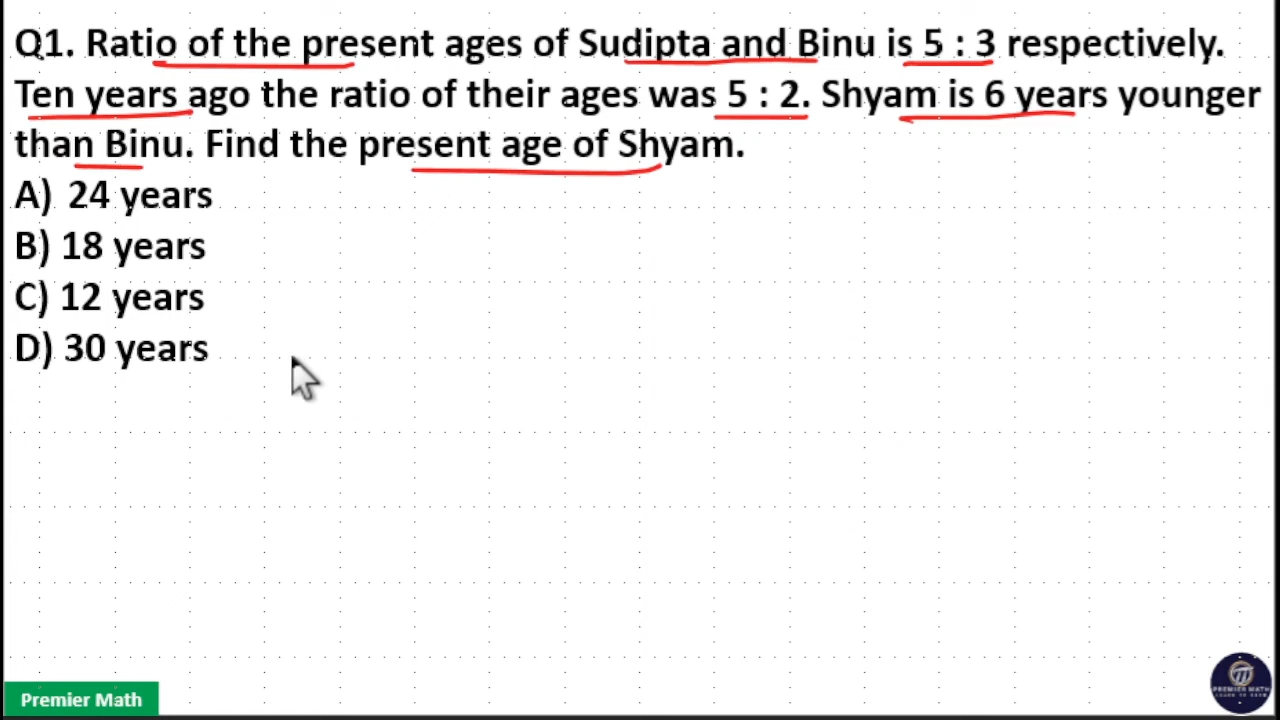 Q1. Ratio of the present ages of Sudipta and Binu is 5 : 3 respectively.
Ten years ago the ratio of their ages was 5 : 2. Shyam is 6 years younger
than Binu. Find the present age of Shyam.
A) 24 years
B) 18 years
C) 12 years
D) 30 years
Premier Math
PREMIER MATH